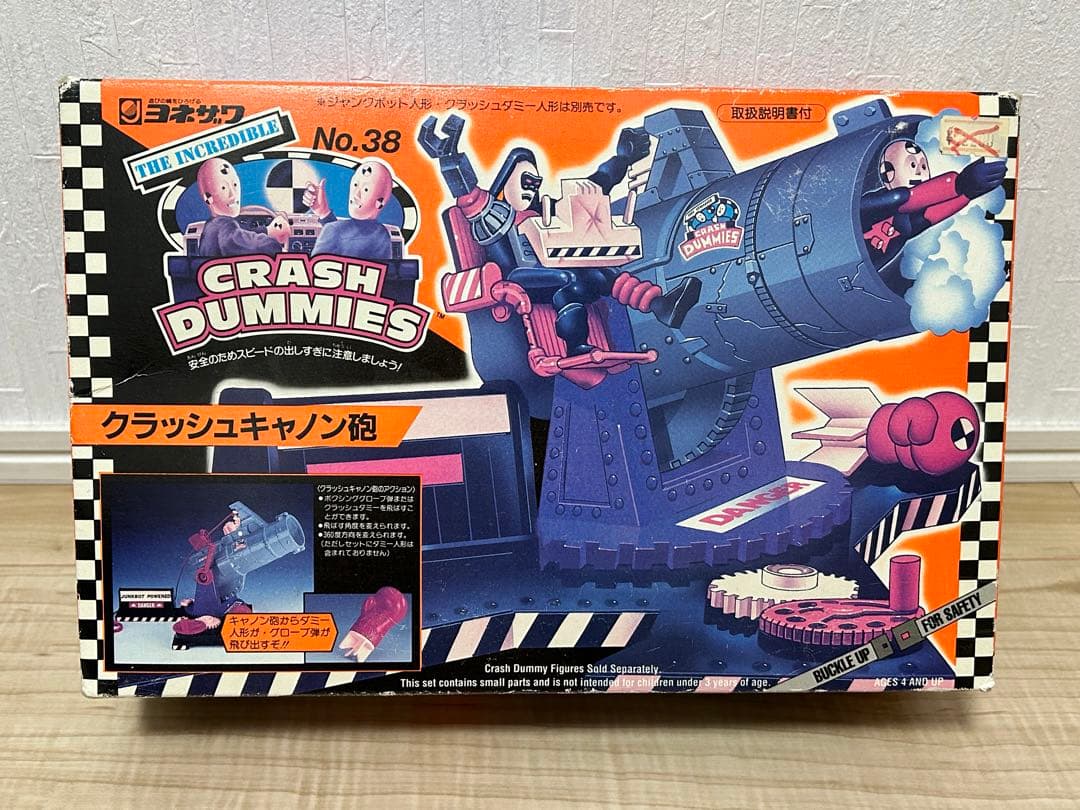 遊びの輪をひろげる
ヨネザワ
※ジャンクボット人形・クラッシュダミー人形は別売です。
取扱説明書付
No.38
THE INCREDIBLE
CRASH
DUMMIES
TM
安全のためスピードの出しすぎに注意しましょう!
CRASH
DUMMIES
クラッシュキャノン砲
〈クラッシュキャノン砲のアクション〉
●ボクシンググローブ弾または
クラッシュダミーを飛ばすこ
とができます。
●飛ばす角度を変えられます。
●360度方向を変えられます。
(ただしセットにダミー人形は
含まれておりません)
JUNKBOT POWERED
DANGER
キャノン砲からダミー
人形が・グローブ弾が
飛び出すぞ!!
DANGER
BUCKLE UP FOR SAFETY
Crash Dummy Figures Sold Separately.
This set contains small parts and is not intended for children under 3 years of age.
AGES 4 AND UP